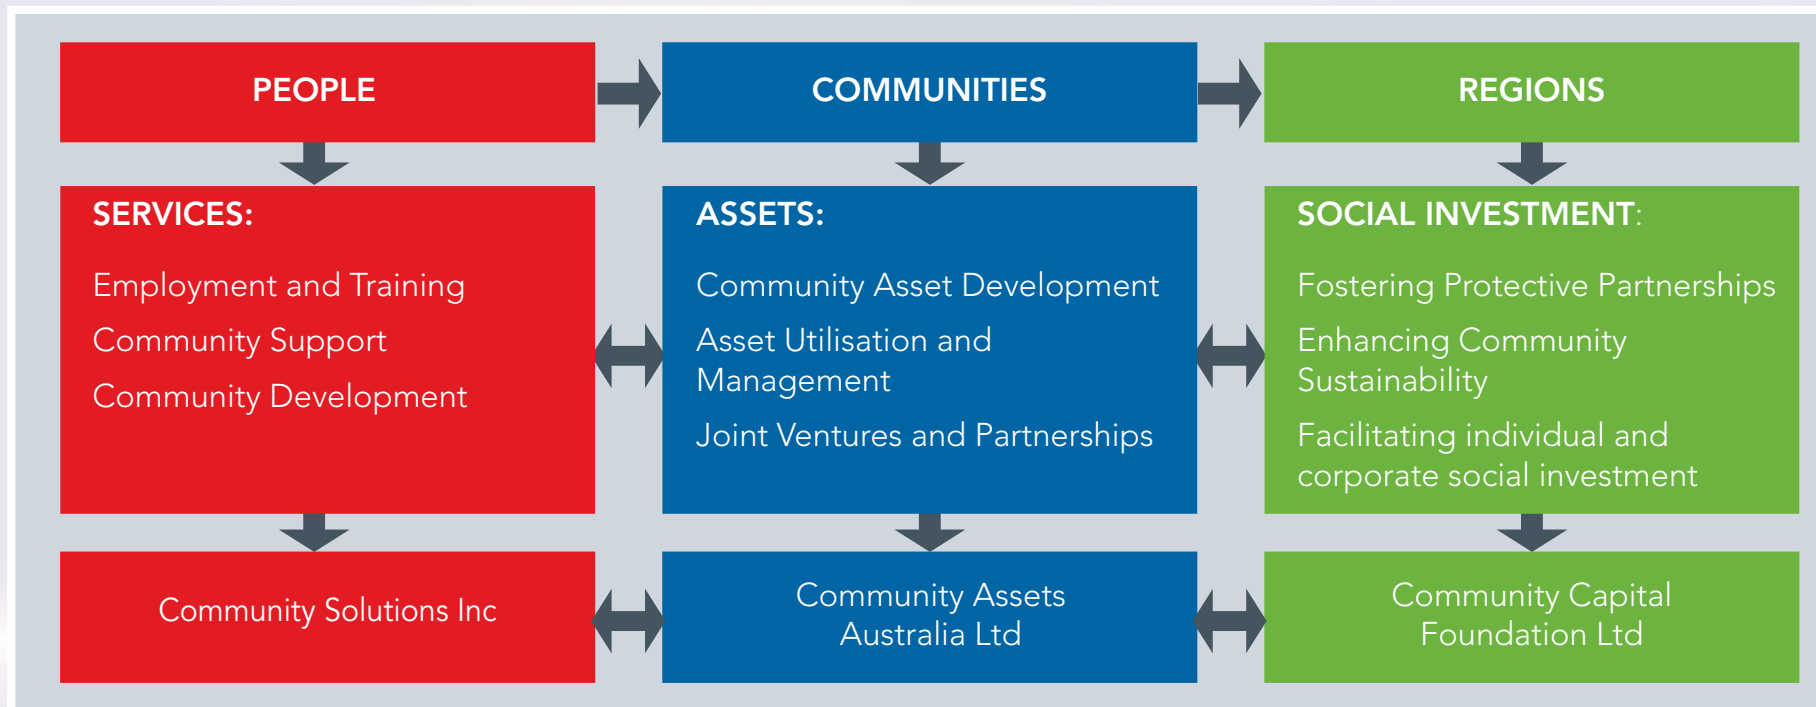 PEOPLE
COMMUNITIES
REGIONS
SERVICES:
Employment and Training
Community Support
Community Development
ASSETS:
Community Asset Development
Asset Utilisation and
Management
Joint Ventures and Partnerships
SOCIAL INVESTMENT:
Fostering Protective Partnerships
Enhancing Community
Sustainability
Facilitating individual and
corporate social investment
Community Solutions Inc
Community Assets
Australia Ltd
Community Capital
Foundation Ltd